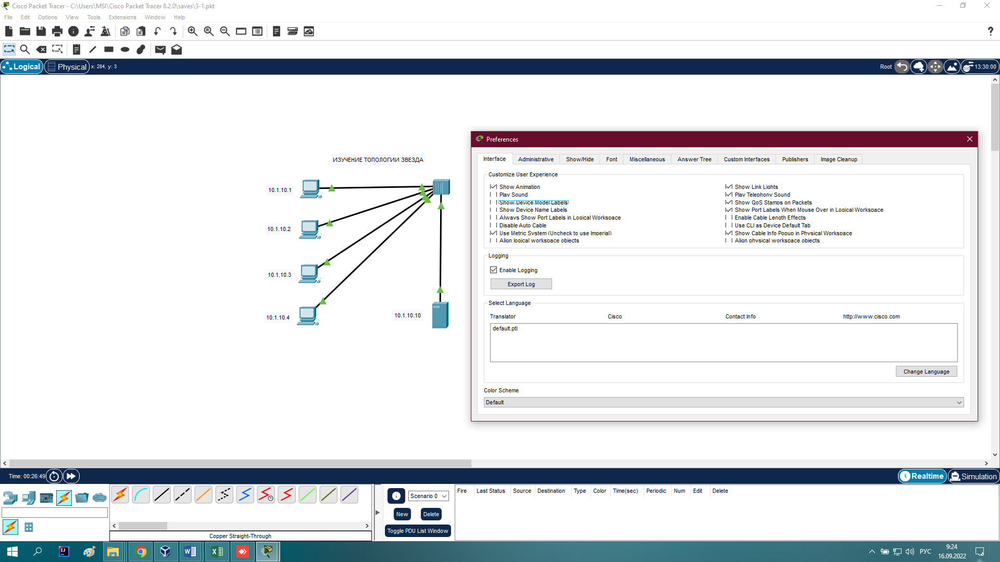 Cisco Packet Tracer - C:\Users\MSI\Cisco Packet Tracer 8.2.0\saves\3-1.pkt
File Edit Options View Tools Extensions Window Help
Logical Physical x: 284, y: 3 Root 13:30:00
ИЗУЧЕНИЕ ТОПОЛОГИИ ЗВЕЗДА
10.1.10.1
10.1.10.2
10.1.10.3
10.1.10.4
10.1.10.10
Preferences
Interface Administrative Show/Hide Font Miscellaneous Answer Tree Custom Interfaces Publishers Image Cleanup
Customize User Experience
Show Animation Show Link Lights
Play Sound Play Telephony Sound
Show Device Model Labels Show QoS Stamps on Packets
Show Device Name Labels Show Port Labels When Mouse Over in Logical Workspace
Always Show Port Labels in Logical Workspace Enable Cable Length Effects
Disable Auto Cable Use CLI as Device Default Tab
Use Metric System (Uncheck to use Imperial) Show Cable Info Popup in Physical Workspace
Align logical workspace objects Align physical workspace objects
Logging
Enable Logging
Export Log
Select Language
Translator Cisco Contact Info http://www.cisco.com
default.ptl
Change Language
Color Scheme
Default
Time: 00:26:49 Realtime Simulation
Copper Straight-Through
Scenario 0
New Delete
Toggle PDU List Window
Fire Last Status Source Destination Type Color Time(sec) Periodic Num Edit Delete
РУС
9:24
16.09.2022